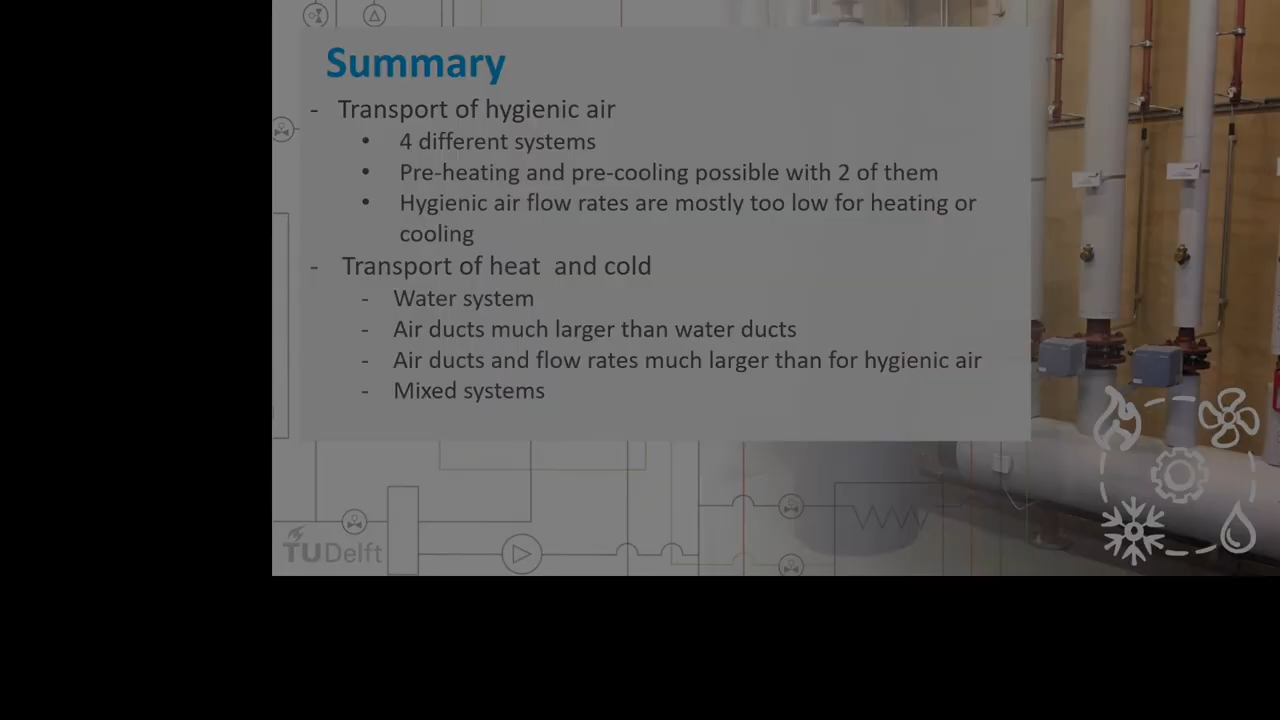 Summary
- Transport of hygienic air
• 4 different systems
• Pre-heating and pre-cooling possible with 2 of them
• Hygienic air flow rates are mostly too low for heating or
cooling
- Transport of heat and cold
- Water system
- Air ducts much larger than water ducts
- Air ducts and flow rates much larger than for hygienic air
- Mixed systems
TUDelft